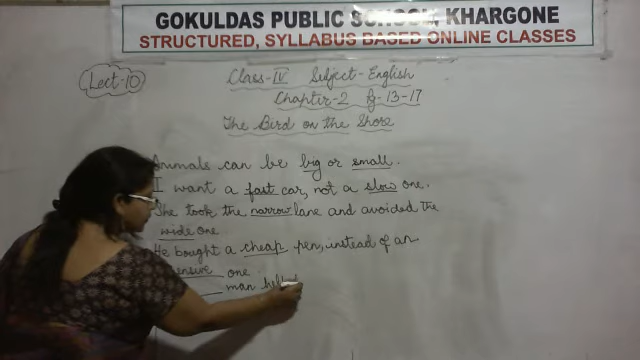 GOKULDAS PUBLIC SCHOOL, KHARGONE
STRUCTURED, SYLLABUS BASED ONLINE CLASSES
Lect-10
Class-IV Subject-English
Chapter-2 Pg-13-17
The Bird on the Shore
Animals can be big or small.
I want a fast car, not a slow one.
She took the narrow lane and avoided the
wide one
He bought a cheap pen, instead of an
ensive one
man hel